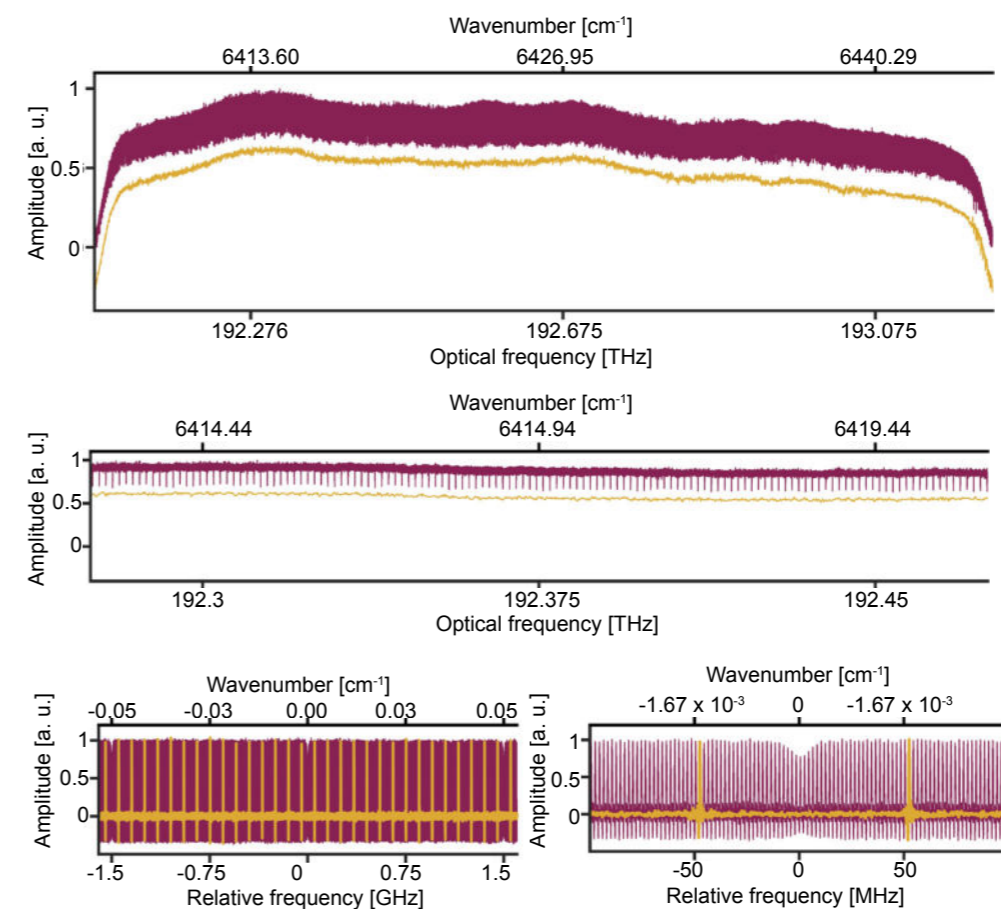 Wavenumber [cm⁻¹]
6413.60 6426.95 6440.29
Amplitude [a. u.]
1
0.5
0
192.276 192.675 193.075
Optical frequency [THz]
Wavenumber [cm⁻¹]
6414.44 6414.94 6419.44
Amplitude [a. u.]
1
0.5
0
192.3 192.375 192.45
Optical frequency [THz]
Wavenumber [cm⁻¹]
-0.05 -0.03 0.00 0.03 0.05
Amplitude [a. u.]
1
0.5
0
-1.5 -0.75 0 0.75 1.5
Relative frequency [GHz]
Wavenumber [cm⁻¹]
-1.67 x 10⁻³ 0 -1.67 x 10⁻³
Amplitude [a. u.]
1
0.5
0
-50 0 50
Relative frequency [MHz]